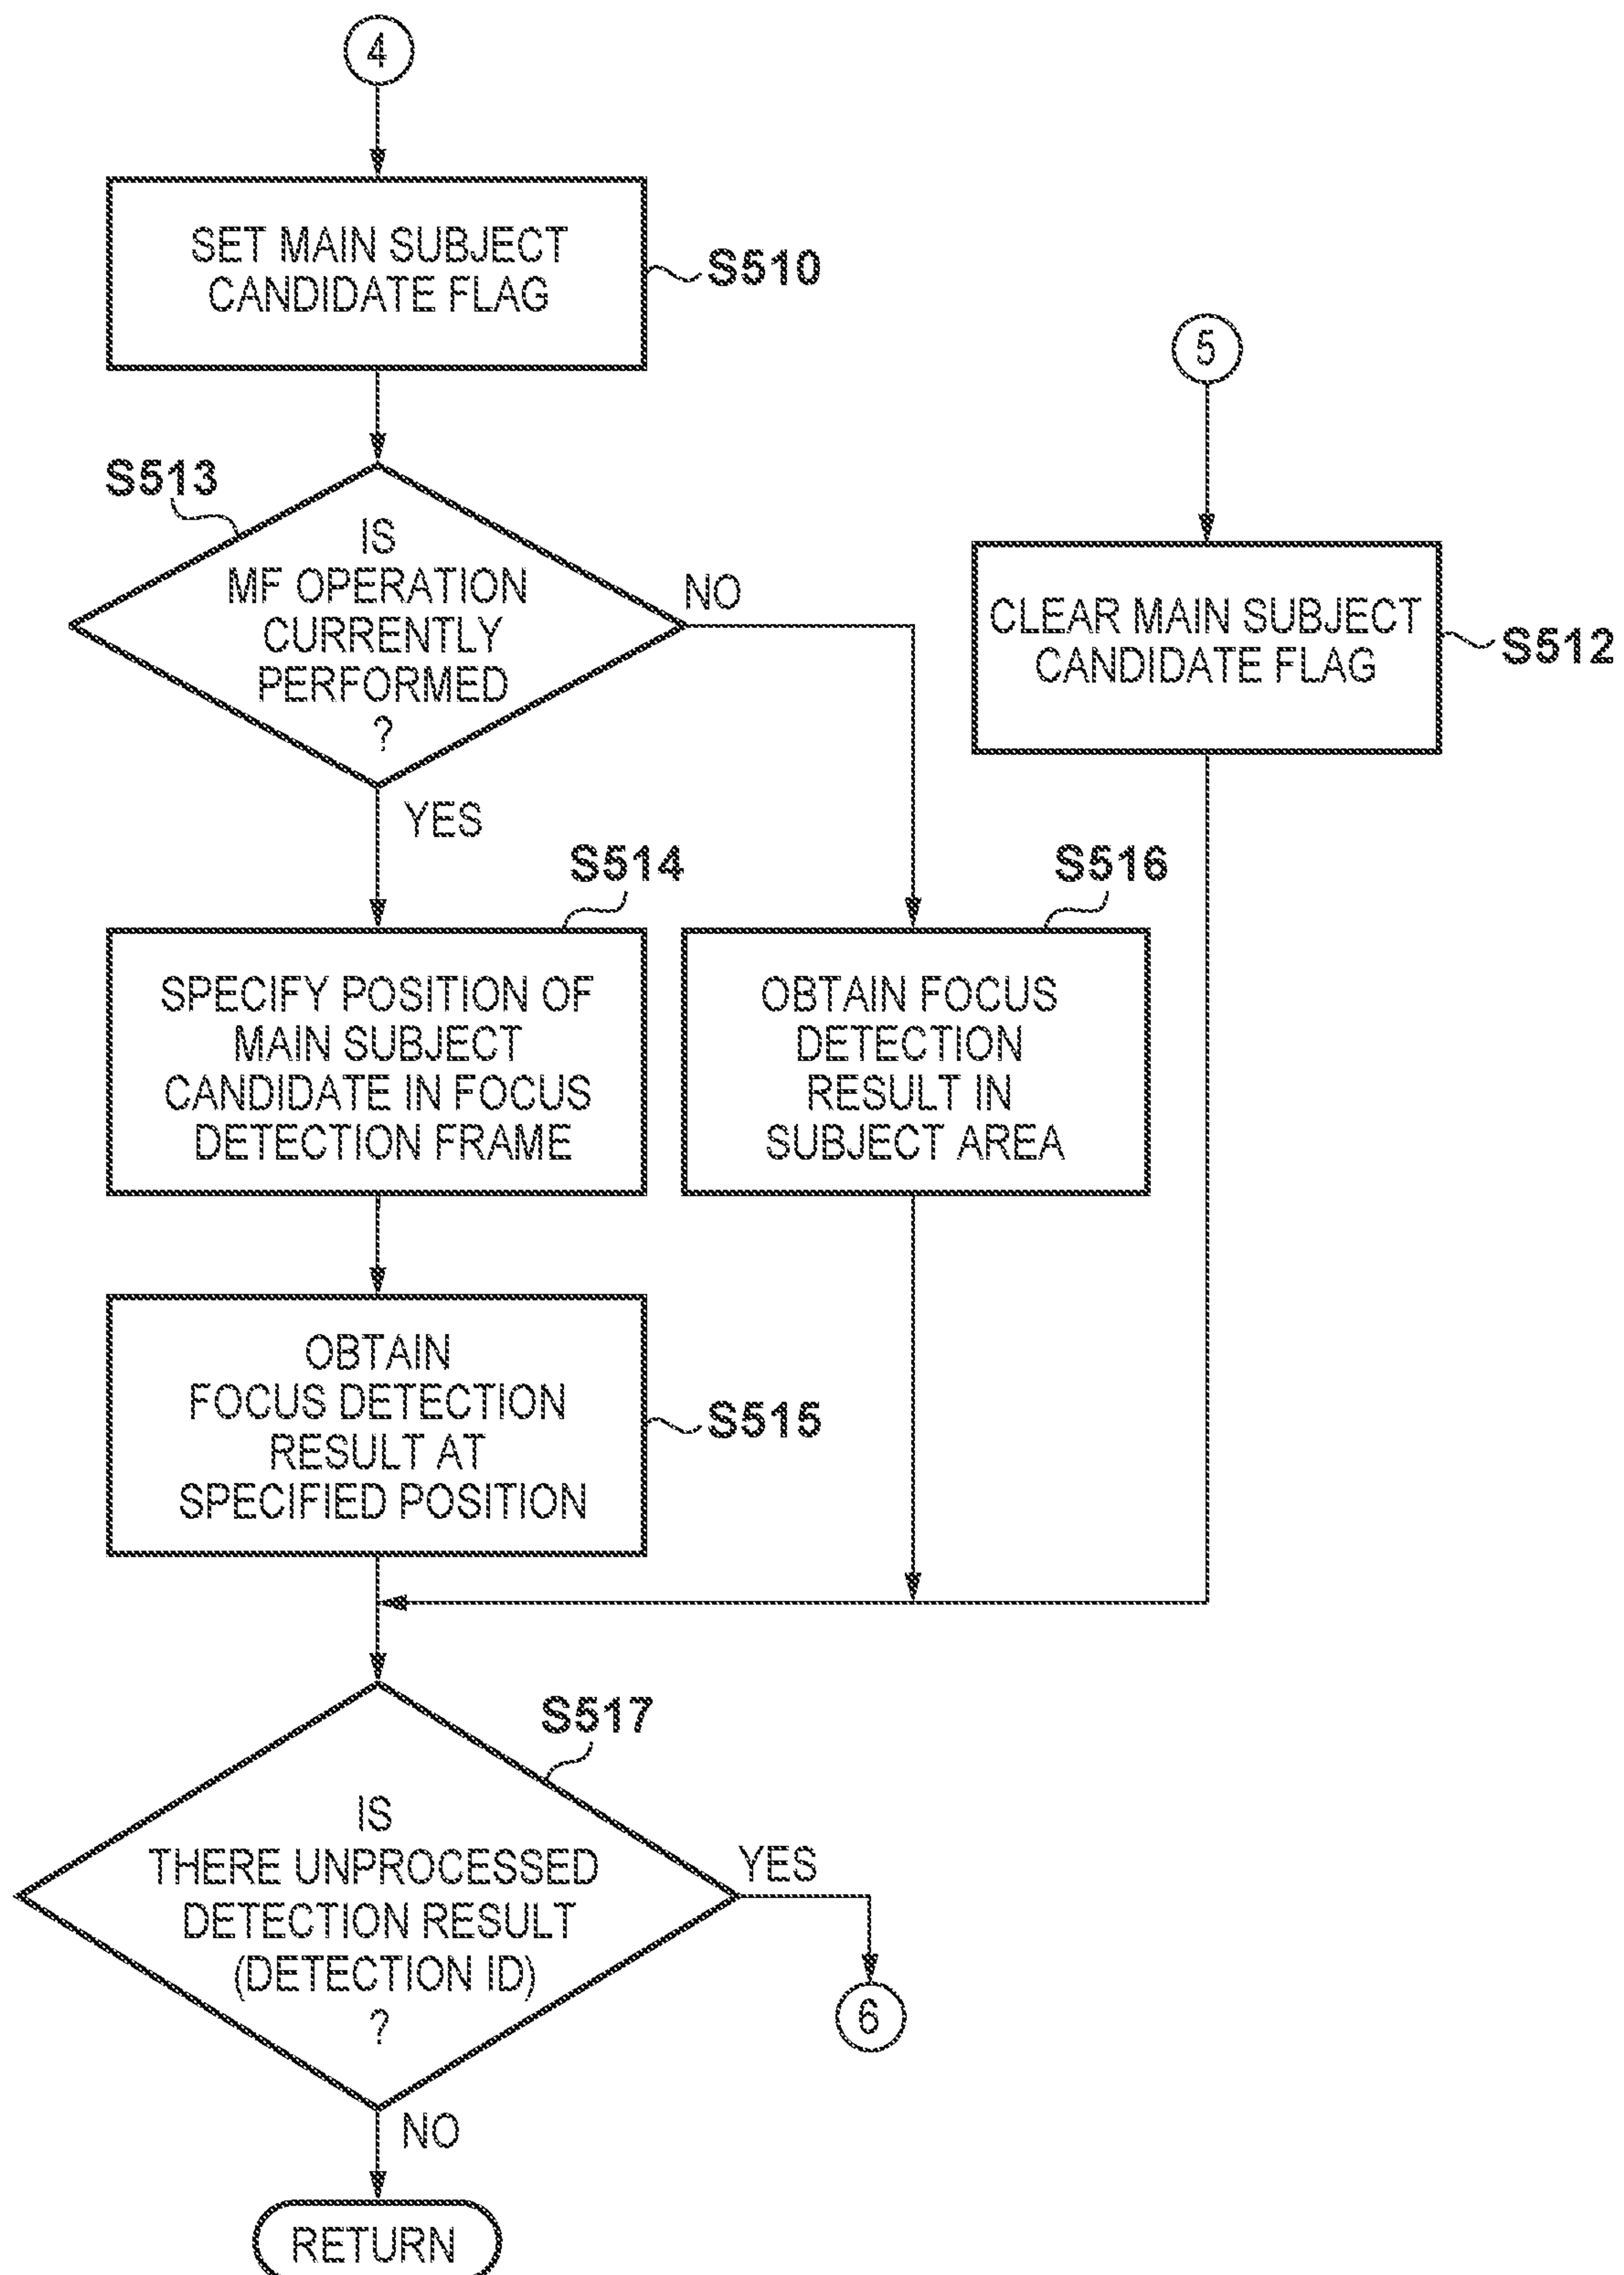 4
SET MAIN SUBJECT
CANDIDATE FLAG
S510
5
S513
IS
MF OPERATION
CURRENTLY
PERFORMED
?
NO
YES
CLEAR MAIN SUBJECT
CANDIDATE FLAG
S512
S514
SPECIFY POSITION OF
MAIN SUBJECT
CANDIDATE IN FOCUS
DETECTION FRAME
S516
OBTAIN FOCUS
DETECTION
RESULT IN
SUBJECT AREA
OBTAIN
FOCUS DETECTION
RESULT AT
SPECIFIED POSITION
S515
S517
IS
THERE UNPROCESSED
DETECTION RESULT
(DETECTION ID)
?
YES
6
NO
RETURN